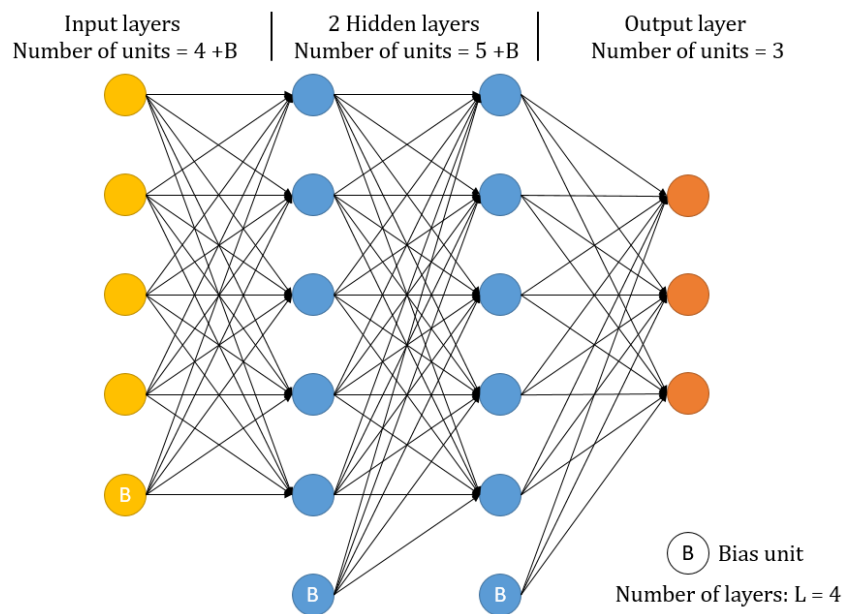 Input layers
Number of units = 4 +B
2 Hidden layers
Number of units = 5 +B
Output layer
Number of units = 3
B
B
B
B Bias unit
Number of layers: L = 4